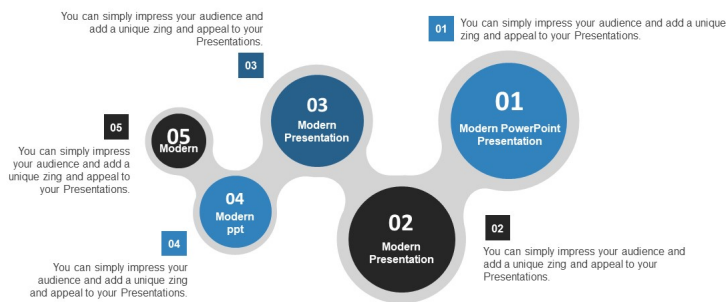 You can simply impress your audience and
add a unique zing and appeal to your
Presentations.
03
01
You can simply impress your audience and add a unique
zing and appeal to your Presentations.
01
Modern PowerPoint
Presentation
03
Modern
Presentation
05
Modern
05
You can simply impress
your audience and add a
unique zing and appeal to
your Presentations.
04
Modern
ppt
02
Modern
Presentation
02
You can simply impress your audience and
add a unique zing and appeal to your
Presentations.
04
You can simply impress your
audience and add a unique zing
and appeal to your Presentations.